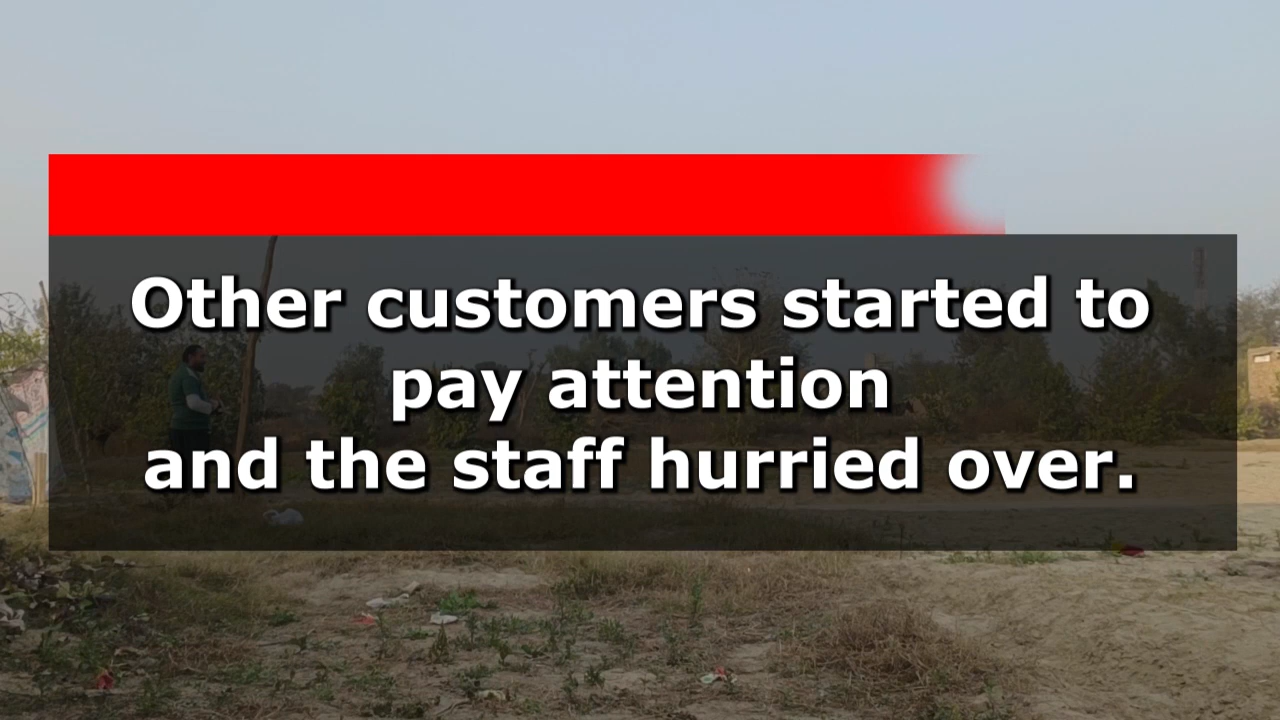 Other customers started to
pay attention
and the staff hurried over.